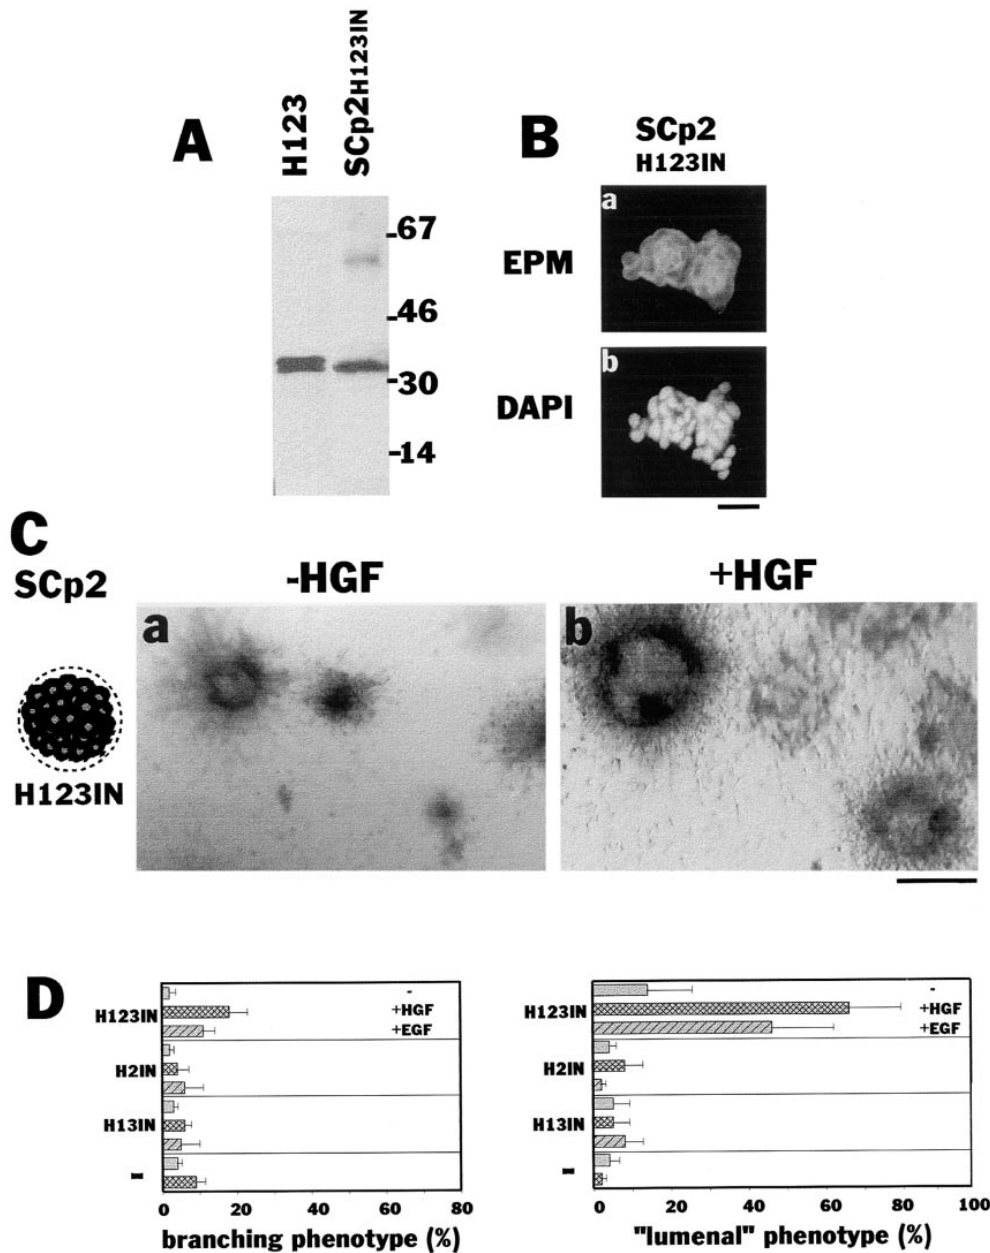 A
H123
SCp2H123IN
67
46
30
14
B
SCp2
H123IN
a
EPM
b
DAPI
C
SCp2
-HGF
+HGF
a
b
H123IN
D
H123IN
H2IN
H13IN
-
-
+HGF
+EGF
0 20 40 60 80
branching phenotype (%)
H123IN
H2IN
H13IN
-
-
+HGF
+EGF
0 20 40 60 80 100
"lumenal" phenotype (%)